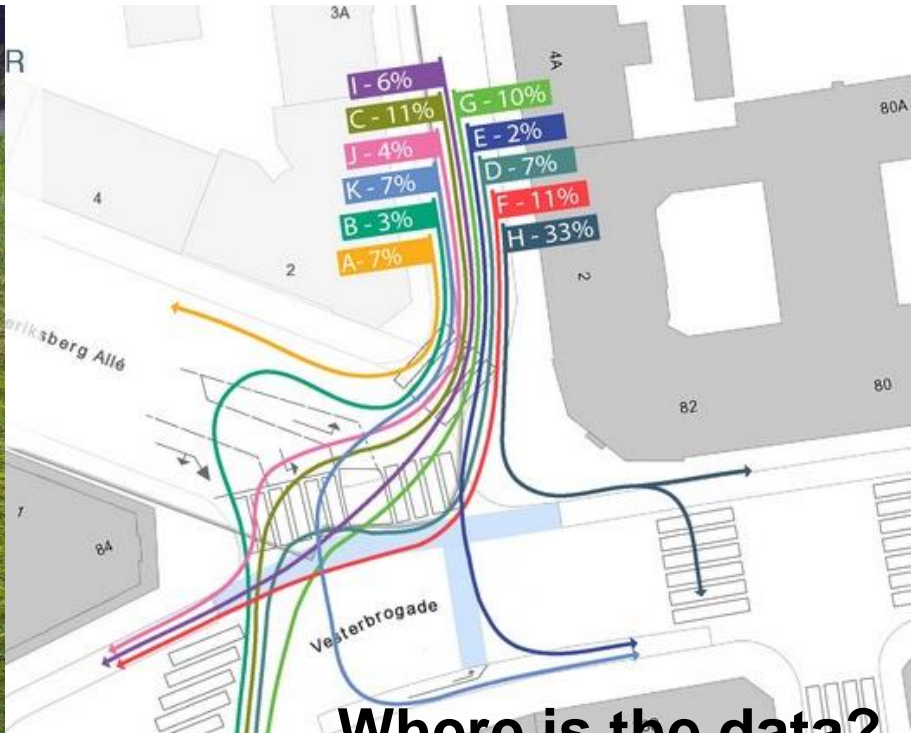 R
3A
4A
80A
I - 6%
C - 11%
J - 4%
K - 7%
B - 3%
A- 7%
G - 10%
E - 2%
D - 7%
F - 11%
H - 33%
4
2
2
80
82
eriksberg Allé
1
84
Vesterbrogade
Where is the data?